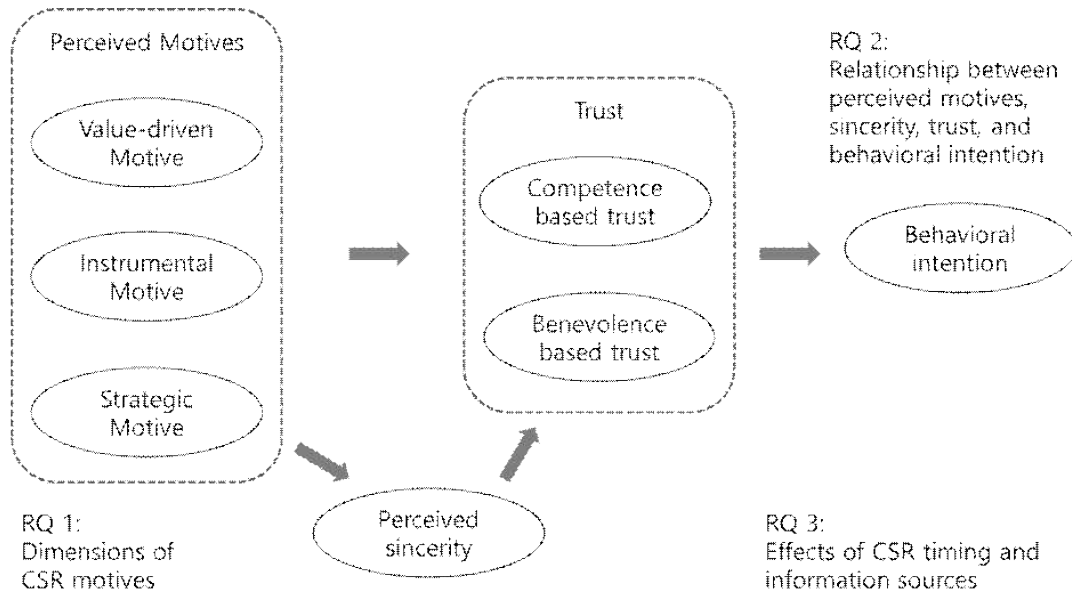 Perceived Motives
Value-driven
Motive
Instrumental
Motive
Strategic
Motive
RQ 1:
Dimensions of
CSR motives
Perceived
sincerity
Trust
Competence
based trust
Benevolence
based trust
RQ 2:
Relationship between
perceived motives,
sincerity, trust, and
behavioral intention
Behavioral
intention
RQ 3:
Effects of CSR timing and
information sources